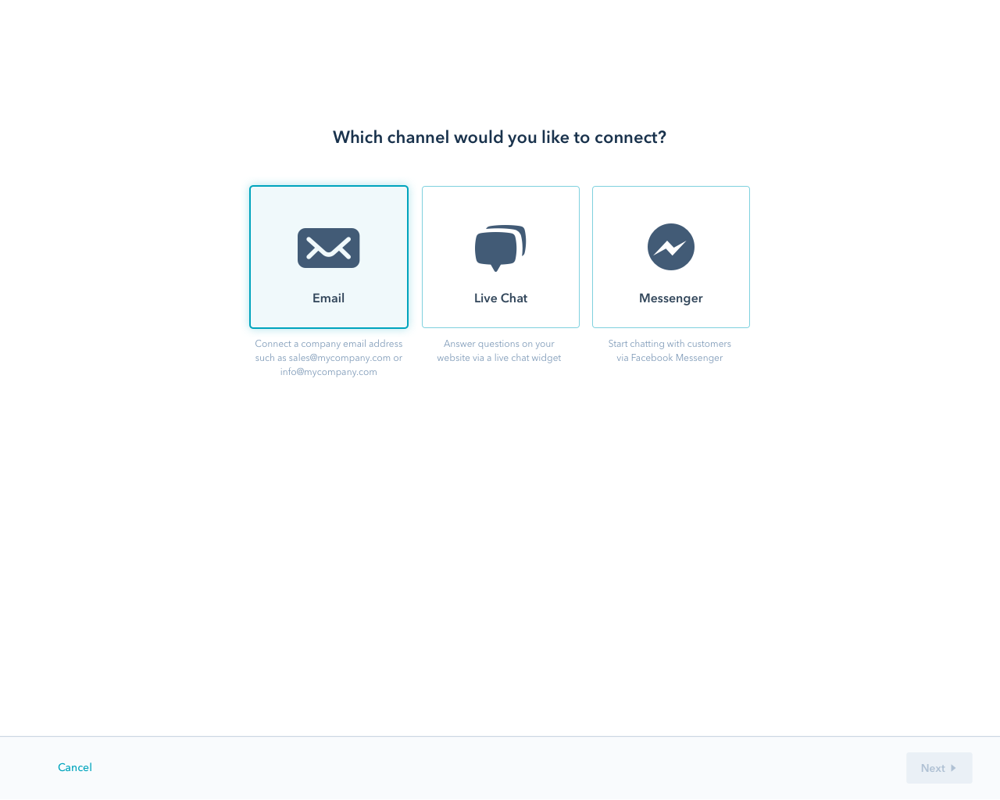 Which channel would you like to connect?
Email
Live Chat
Messenger
Connect a company email address
such as sales@mycompany.com or
info@mycompany.com
Answer questions on your
website via a live chat widget
Start chatting with customers
via Facebook Messenger
Cancel
Next